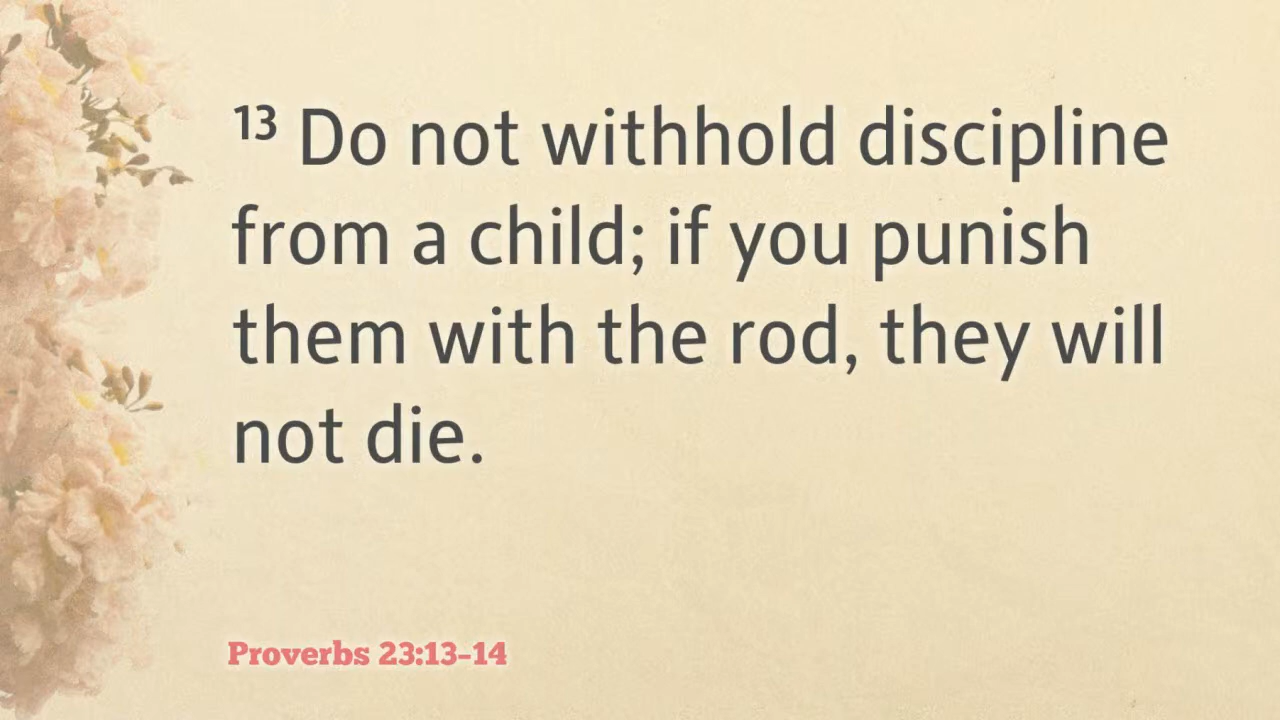 ¹³ Do not withhold discipline
from a child; if you punish
them with the rod, they will
not die.
Proverbs 23:13–14